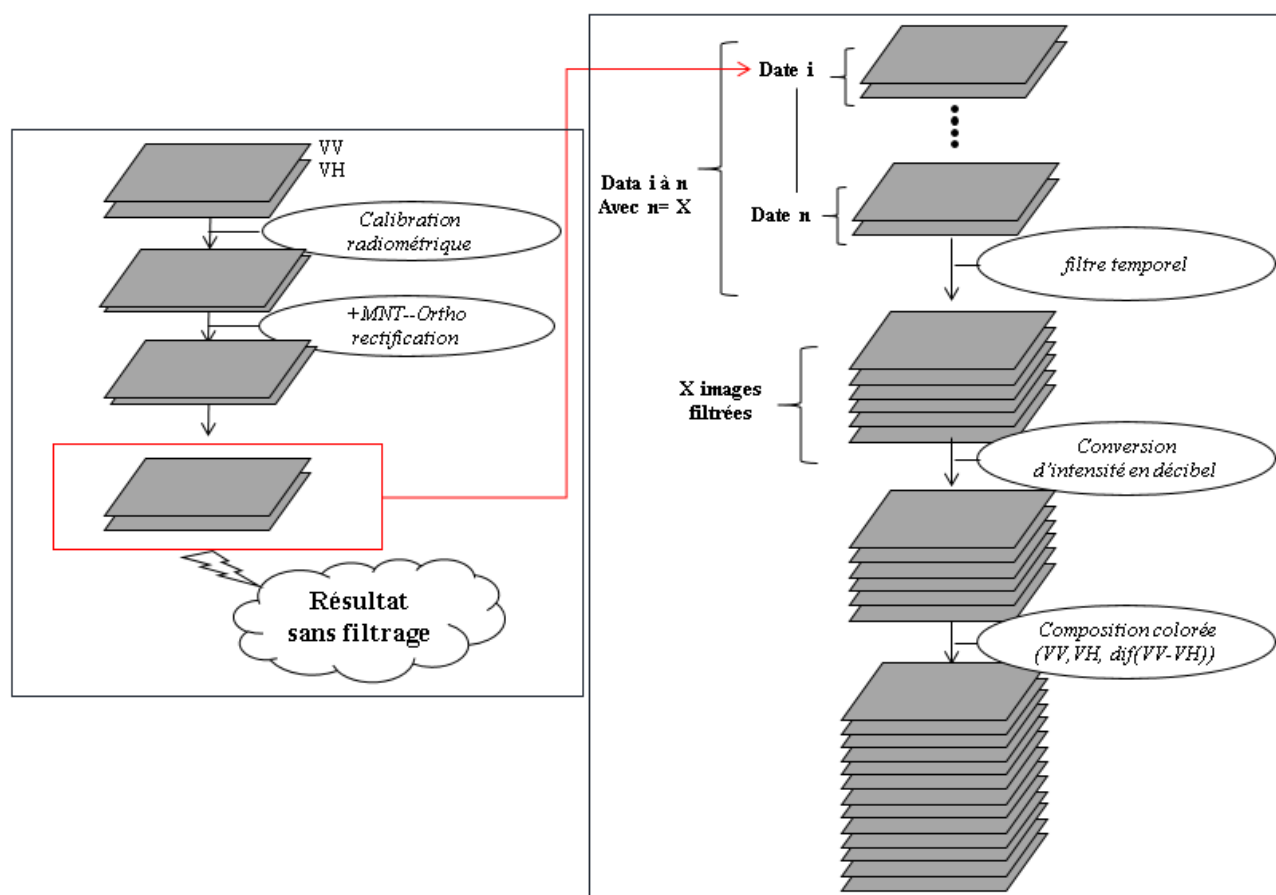 VV
VH
Calibration
radiométrique
+MNT--Ortho
rectification
Résultat
sans filtrage
Date i
Data i à n
Avec n= X
Date n
filtre temporel
X images
filtrées
Conversion
d'intensité en décibel
Composition colorée
(VV,VH, dif(VV-VH))